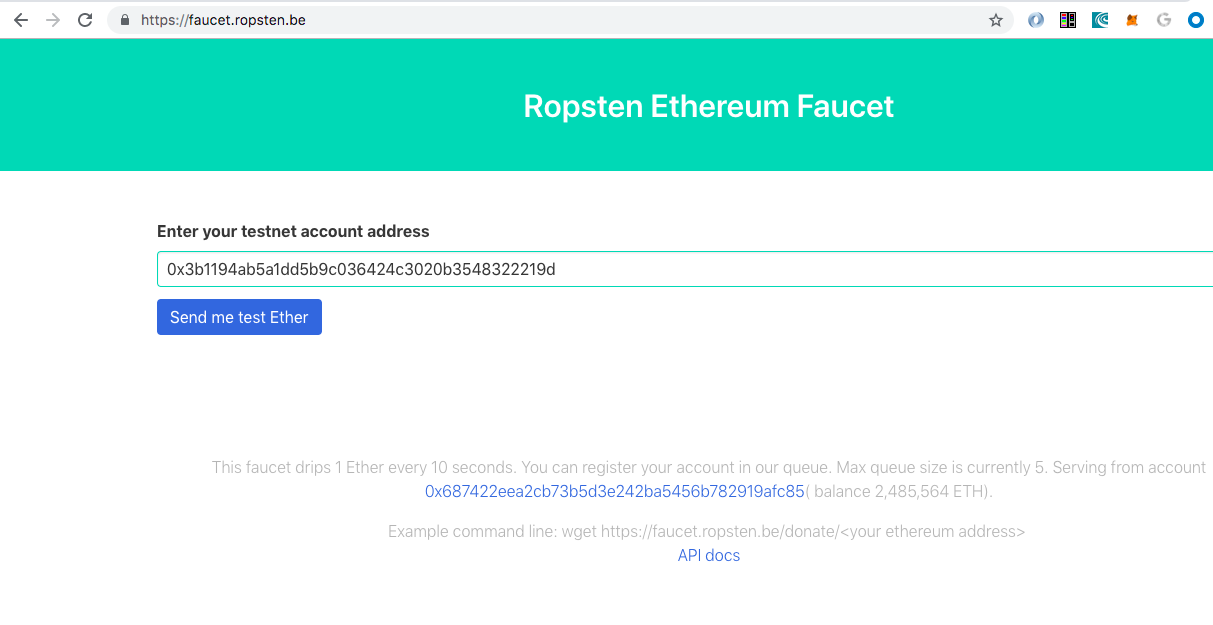 https://faucet.ropsten.be
Ropsten Ethereum Faucet
Enter your testnet account address
0x3b1194ab5a1dd5b9c036424c3020b3548322219d
Send me test Ether
This faucet drips 1 Ether every 10 seconds. You can register your account in our queue. Max queue size is currently 5. Serving from account
0x687422eea2cb73b5d3e242ba5456b782919afc85( balance 2,485,564 ETH).
Example command line: wget https://faucet.ropsten.be/donate/<your ethereum address>
API docs